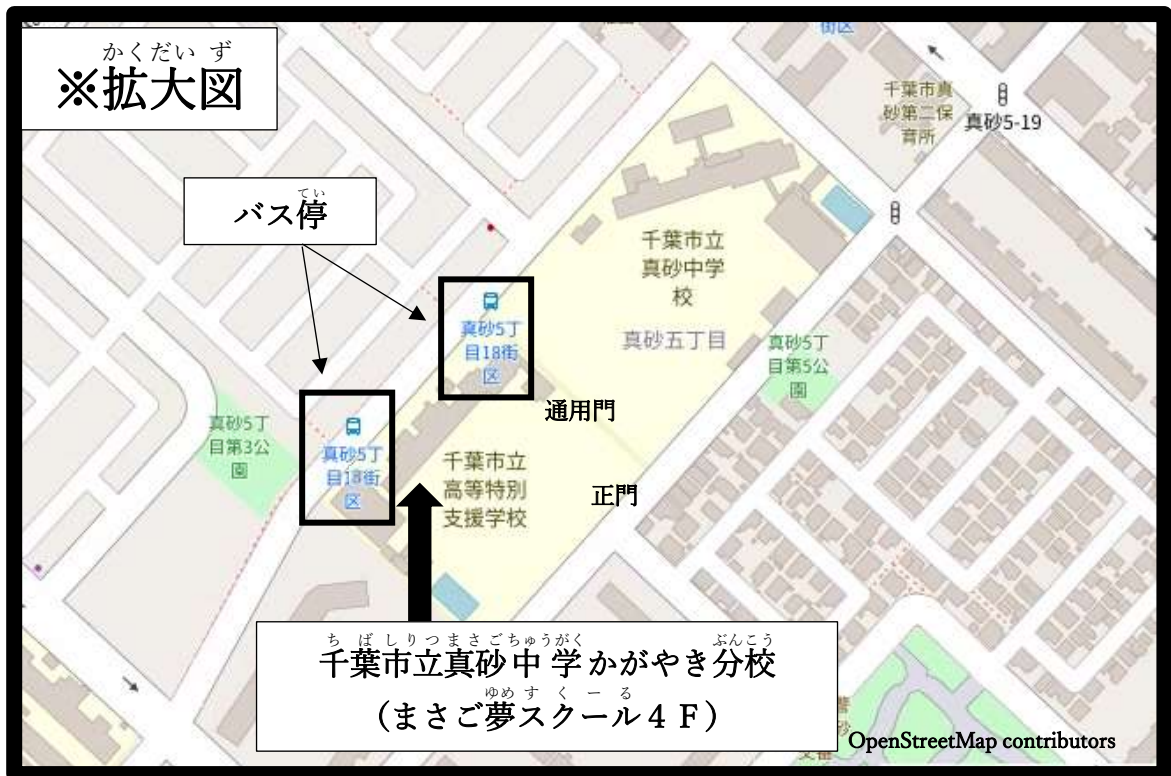 かくだい ず
※拡大図
街区
千葉市真
砂第二保
育所
真砂5-19
てい
バス停
千葉市立
真砂中学
校
真砂五丁目
真砂5丁
目18街
区
真砂5丁
目第5公
園
通用門
真砂5丁
目第3公
園
真砂5丁
目18街
区
千葉市立
高等特別
支援学校
正門
ちばしりつまさごちゅうがく ぶんこう
千葉市立真砂中学かがやき分校
ゆめすくーる
(まさご夢スクール4F)
OpenStreetMap contributors